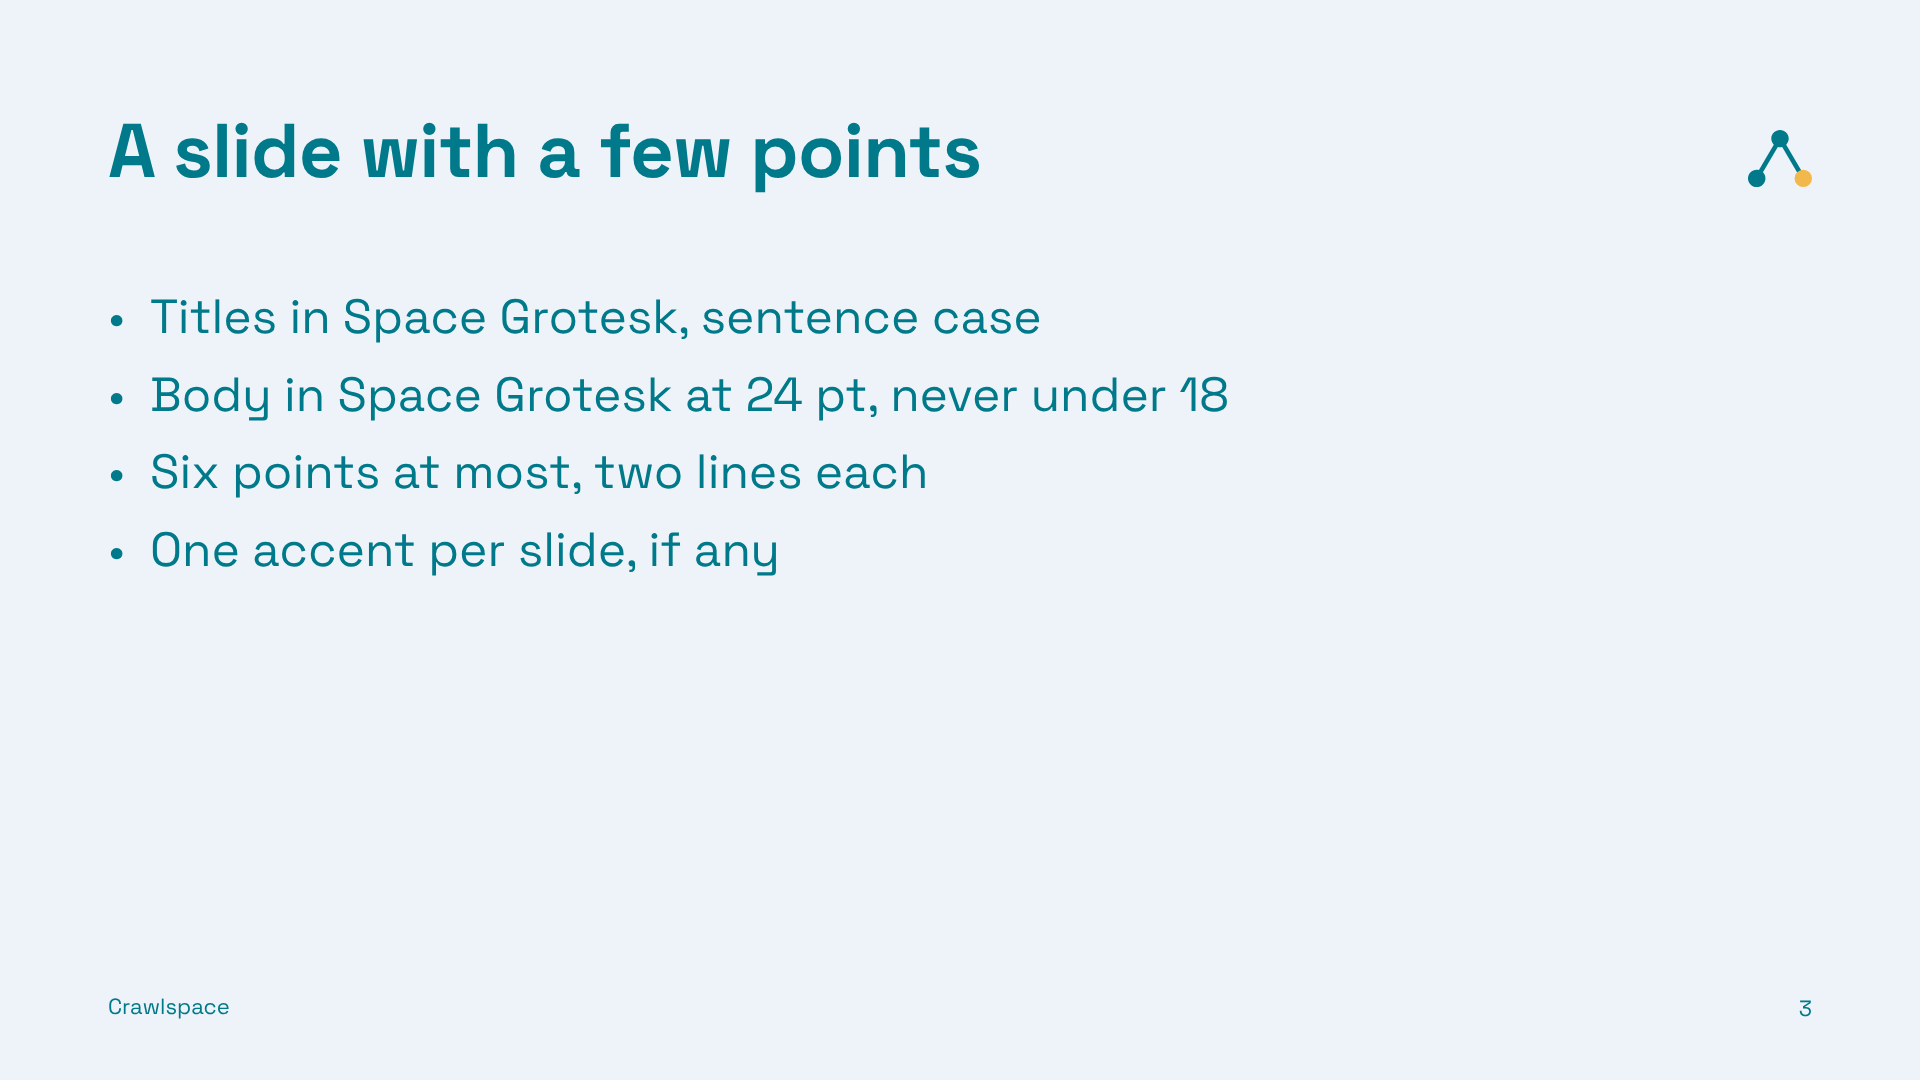 A slide with a few points
• Titles in Space Grotesk, sentence case
• Body in Space Grotesk at 24 pt, never under 18
• Six points at most, two lines each
• One accent per slide, if any
Crawlspace
3